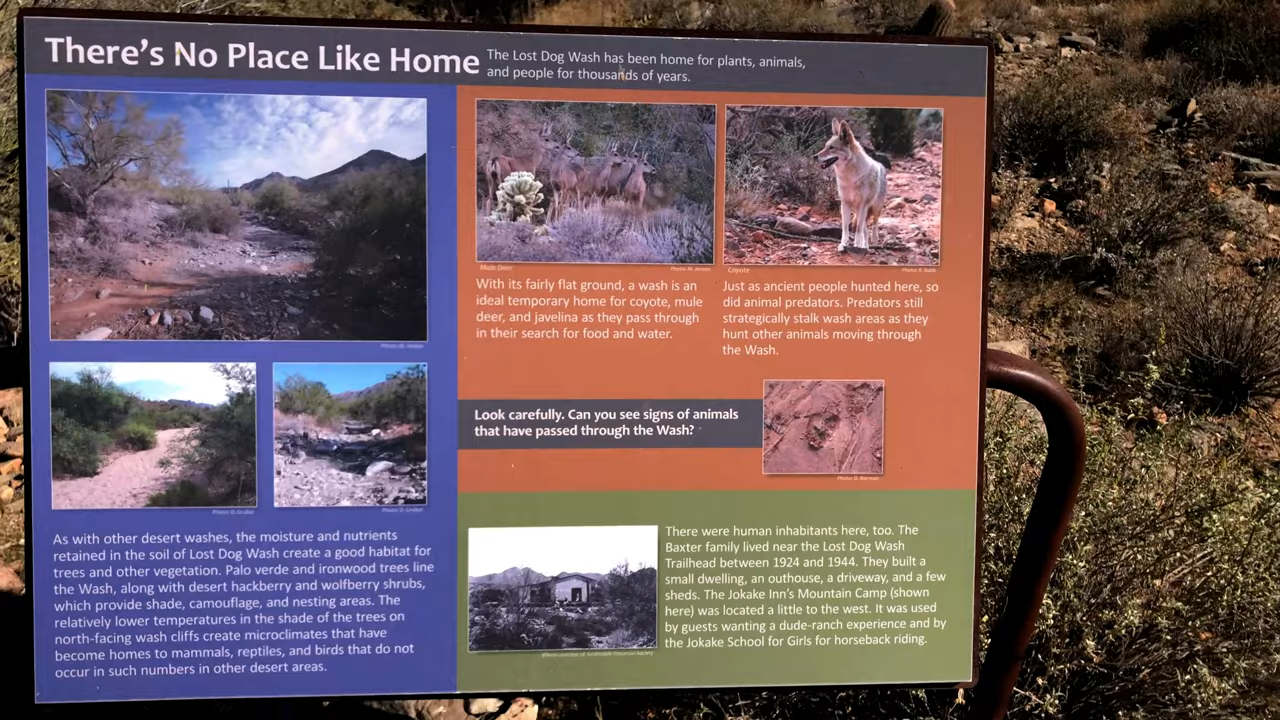 There's No Place Like Home
The Lost Dog Wash has been home for plants, animals,
and people for thousands of years.
Mule Deer
Coyote
With its fairly flat ground, a wash is an
ideal temporary home for coyote, mule
deer, and javelina as they pass through
in their search for food and water.
Just as ancient people hunted here, so
did animal predators. Predators still
strategically stalk wash areas as they
hunt other animals moving through
the Wash.
Look carefully. Can you see signs of animals
that have passed through the Wash?
As with other desert washes, the moisture and nutrients
retained in the soil of Lost Dog Wash create a good habitat for
trees and other vegetation. Palo verde and ironwood trees line
the Wash, along with desert hackberry and wolfberry shrubs,
which provide shade, camouflage, and nesting areas. The
relatively lower temperatures in the shade of the trees on
north-facing wash cliffs create microclimates that have
become homes to mammals, reptiles, and birds that do not
occur in such numbers in other desert areas.
There were human inhabitants here, too. The
Baxter family lived near the Lost Dog Wash
Trailhead between 1924 and 1944. They built a
small dwelling, an outhouse, a driveway, and a few
sheds. The Jokake Inn's Mountain Camp (shown
here) was located a little to the west. It was used
by guests wanting a dude-ranch experience and by
the Jokake School for Girls for horseback riding.